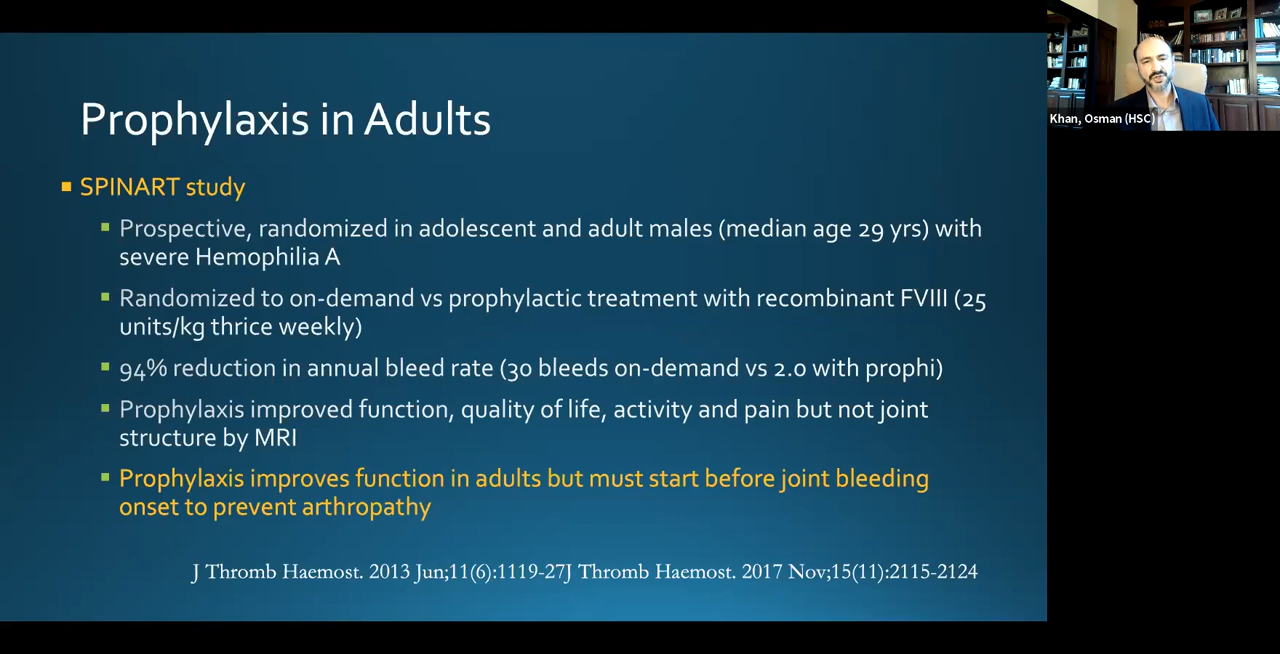 Prophylaxis in Adults
SPINART study
Prospective, randomized in adolescent and adult males (median age 29 yrs) with
severe Hemophilia A
Randomized to on-demand vs prophylactic treatment with recombinant FVIII (25
units/kg thrice weekly)
94% reduction in annual bleed rate (30 bleeds on-demand vs 2.0 with prophi)
Prophylaxis improved function, quality of life, activity and pain but not joint
structure by MRI
Prophylaxis improves function in adults but must start before joint bleeding
onset to prevent arthropathy
J Thromb Haemost. 2013 Jun;11(6):1119-27J Thromb Haemost. 2017 Nov;15(11):2115-2124
Khan, Osman (HSC)